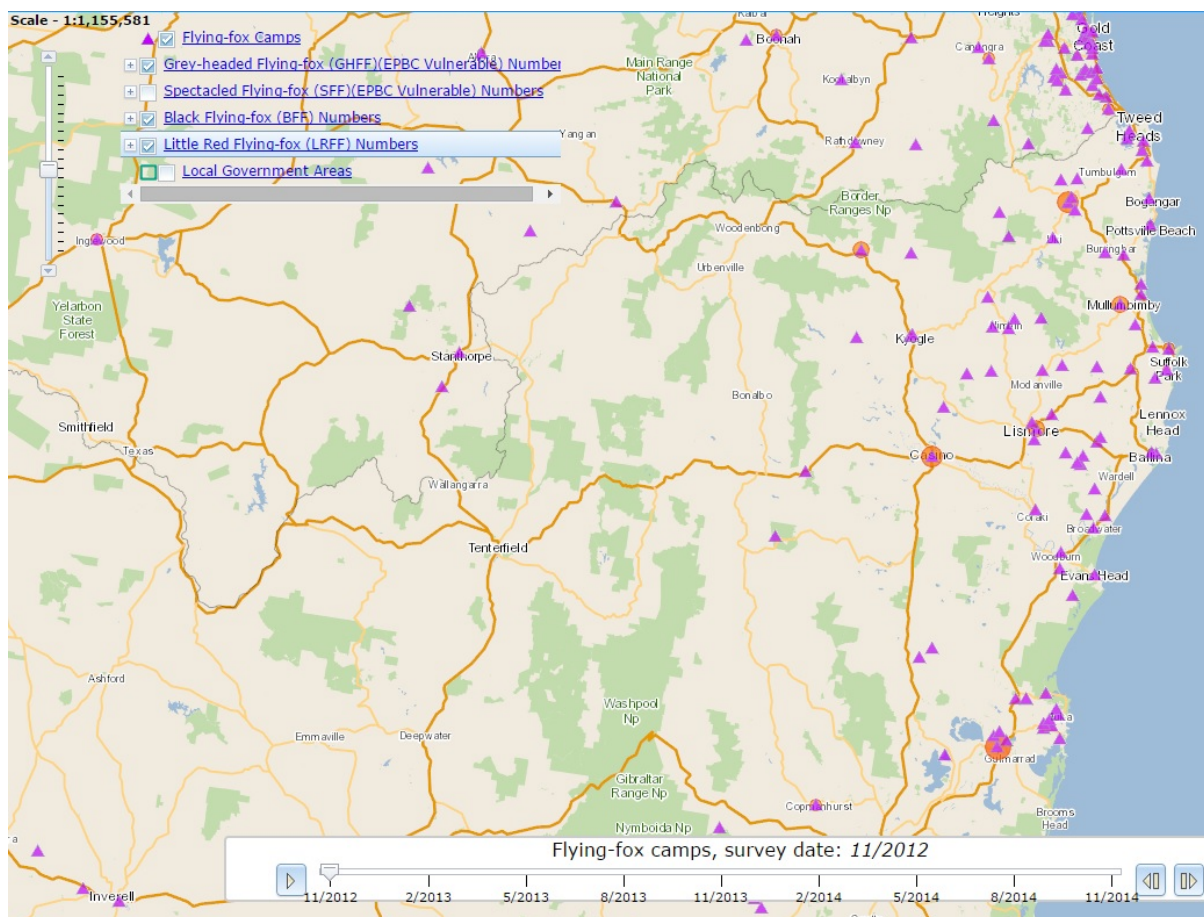 Scale - 1:1,155,581
Flying-fox Camps
Grey-headed Flying-fox (GHFF)(EPBC Vulnerable) Number
Spectacled Flying-fox (SFF)(EPBC Vulnerable) Numbers
Black Flying-fox (BFF) Numbers
Little Red Flying-fox (LRFF) Numbers
Local Government Areas
Boonah
Gold
Coast
Main Range
National
Park
Yangan
Tweed
Heads
Tumbulgum
Border
Ranges Np
Bogangar
Woodenbong
Pottsville Beach
Inglewood
Burringbar
Urbenville
Yelarbon
State
Forest
Mullumbimby
Kyogle
Stanthorpe
Suffolk
Park
Modanville
Bonalbo
Lennox
Head
Smithfield
Lismore
Texas
Casino
Ballina
Wardell
Wallangarra
Coraki
Broadwater
Tenterfield
Woodburn
Evans Head
Ashford
Washpool
Np
Emmaville
Deepwater
Gulmarrad
Gibraltar
Range Np
Copmanhurst
Brooms
Head
Nymboida Np
Flying-fox camps, survey date: 11/2012
11/2012
2/2013
5/2013
8/2013
11/2013
2/2014
5/2014
8/2014
11/2014
Inverell